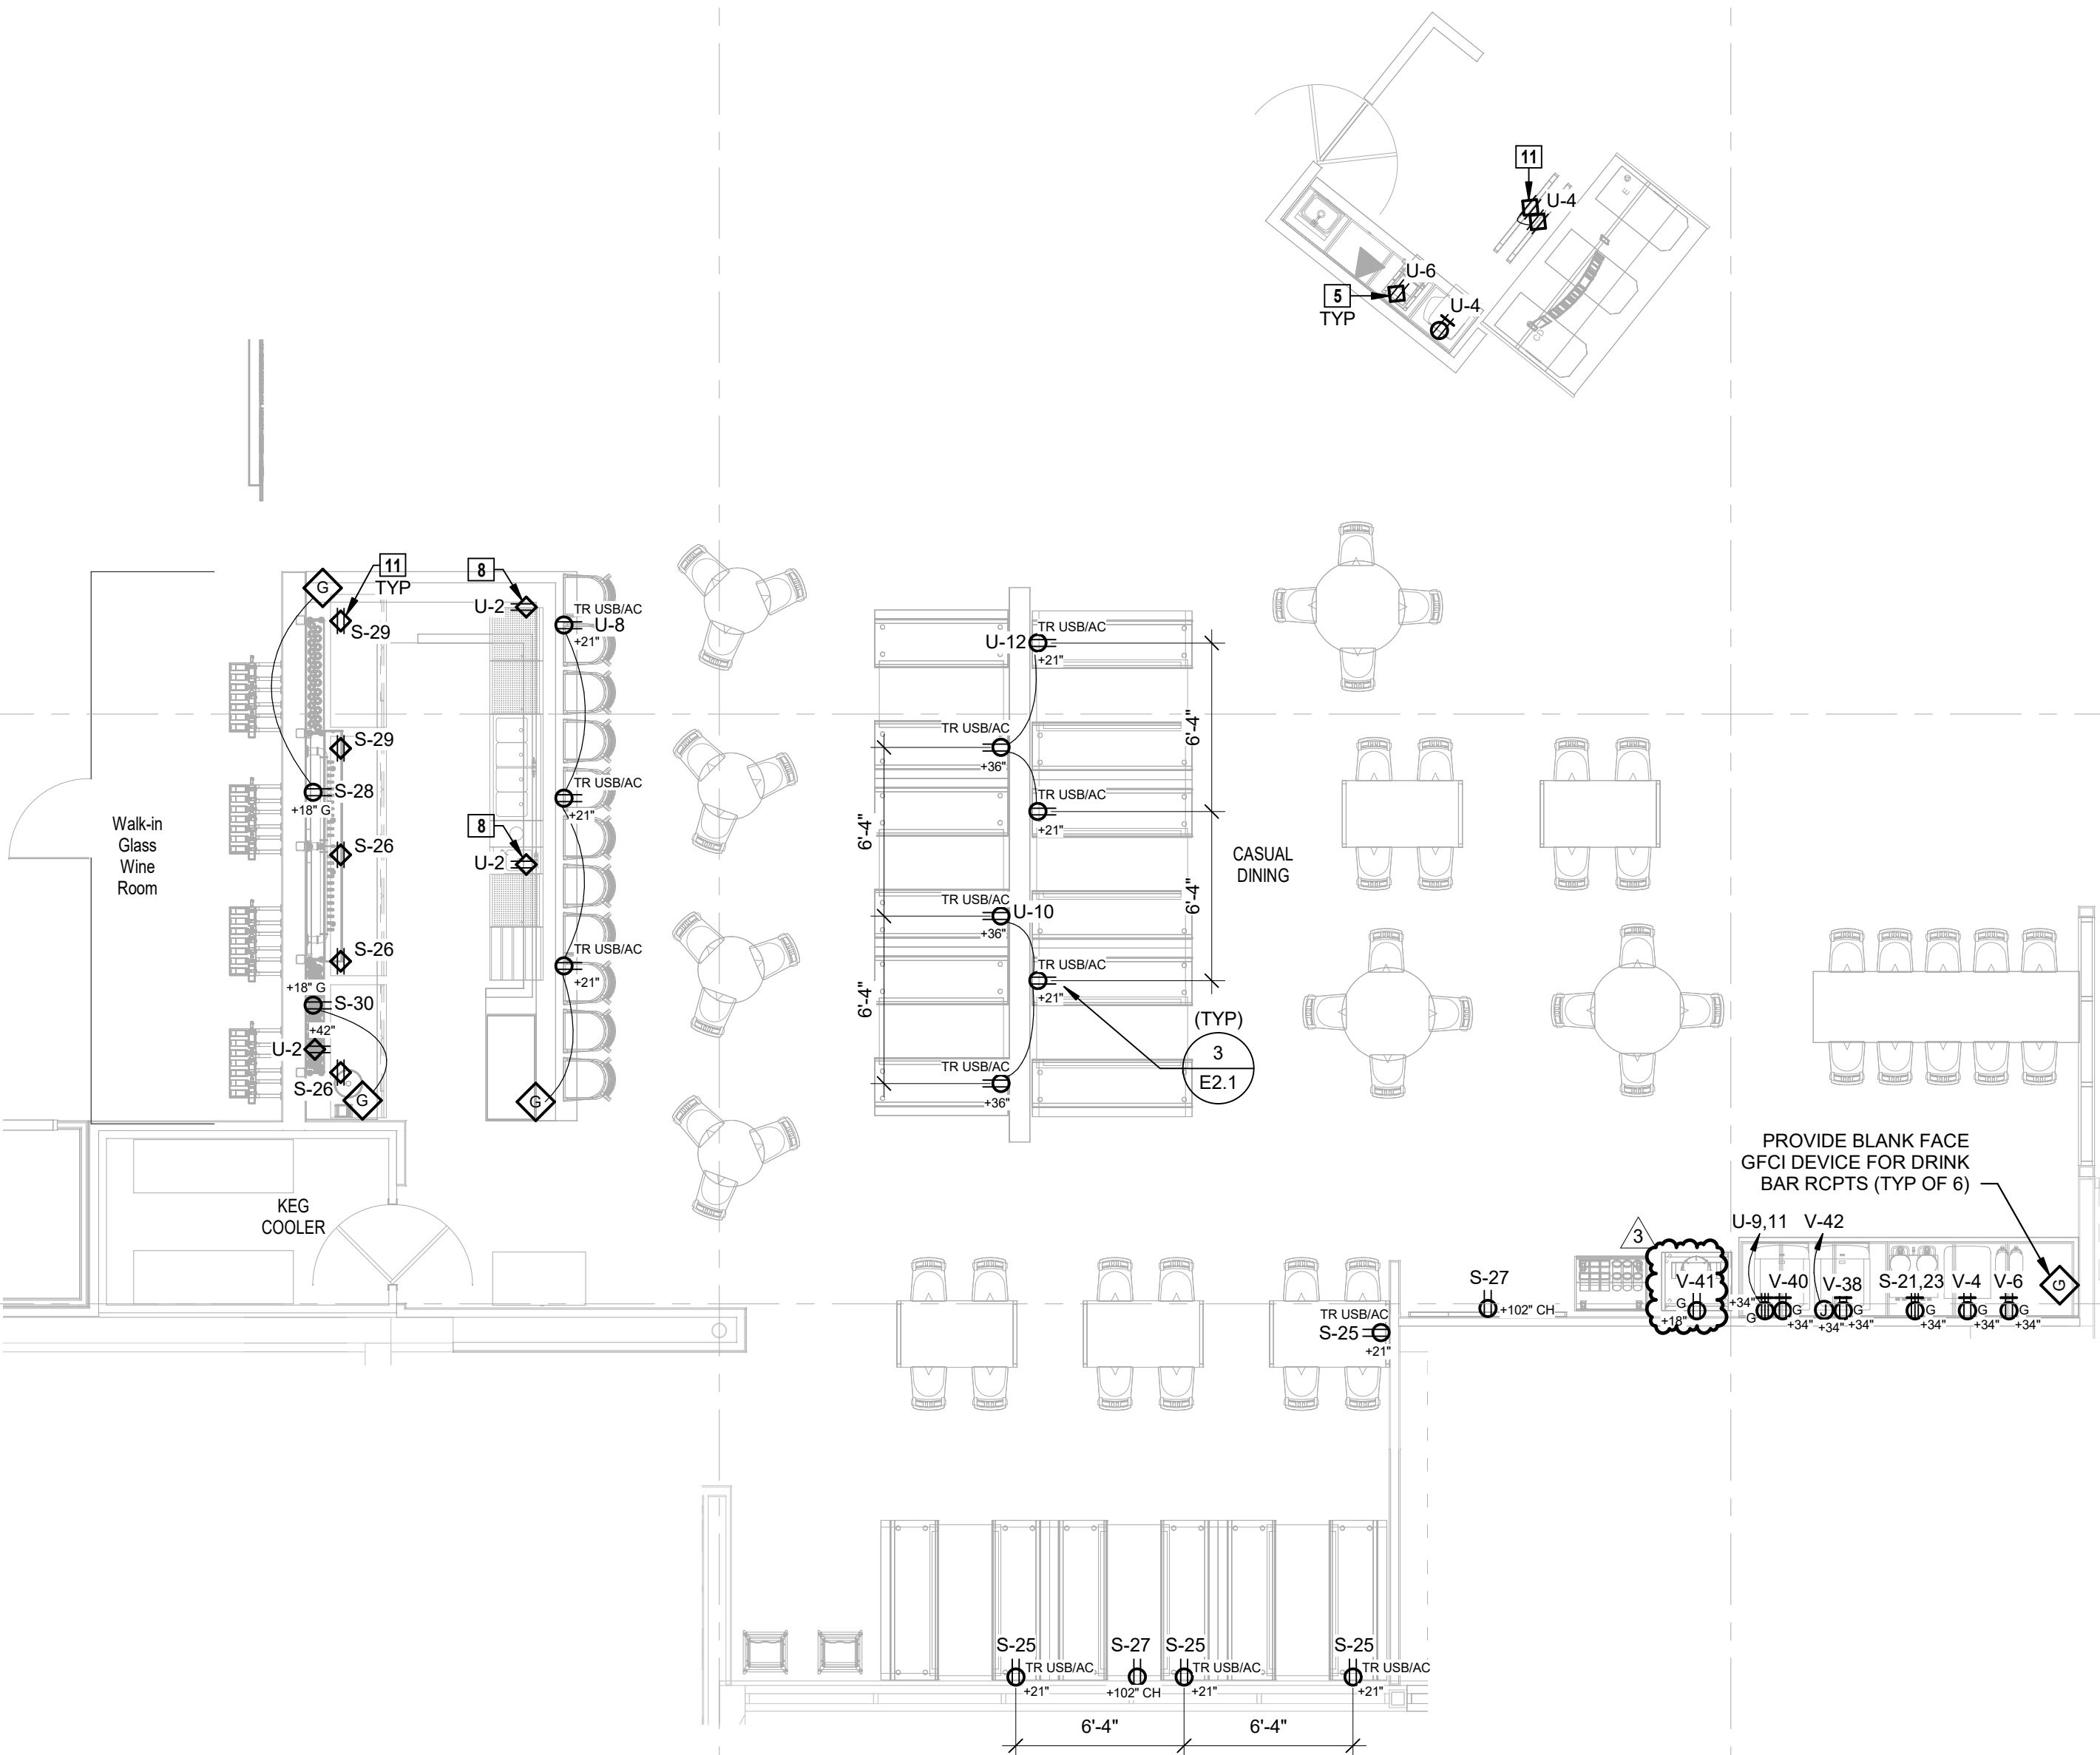 11
U-4
U-6
5
TYP
U-4
E
CD
11
TYP
8
G
U-2
S-29
TR USB/AC
U-8
+21"
TR USB/AC
U-12
+21"
S-29
TR USB/AC
+36"
6'-4"
6'-4"
S-28
+18" G
TR USB/AC
+21"
TR USB/AC
+21"
Walk-in
Glass
Wine
Room
8
S-26
U-2
CASUAL
DINING
6'-4"
TR USB/AC
U-10
+36"
S-26
TR USB/AC
+21"
TR USB/AC
+21"
+18" G
S-30
6'-4"
+42"
U-2
(TYP)
3
E2.1
S-26
G
G
TR USB/AC
+36"
PROVIDE BLANK FACE
GFCI DEVICE FOR DRINK
BAR RCPTS (TYP OF 6)
KEG
COOLER
3
U-9,11
V-42
S-27
+102" CH
V-41
G
+18"
V-40
+34"
G
G
+34"
V-38
J
+34"
G
+34"
S-21,23
G
+34"
V-4
G
+34"
V-6
G
+34"
G
TR USB/AC
S-25
+21"
S-25
TR USB/AC
+21"
S-27
+102" CH
S-25
TR USB/AC
+21"
S-25
TR USB/AC
+21"
6'-4"
6'-4"